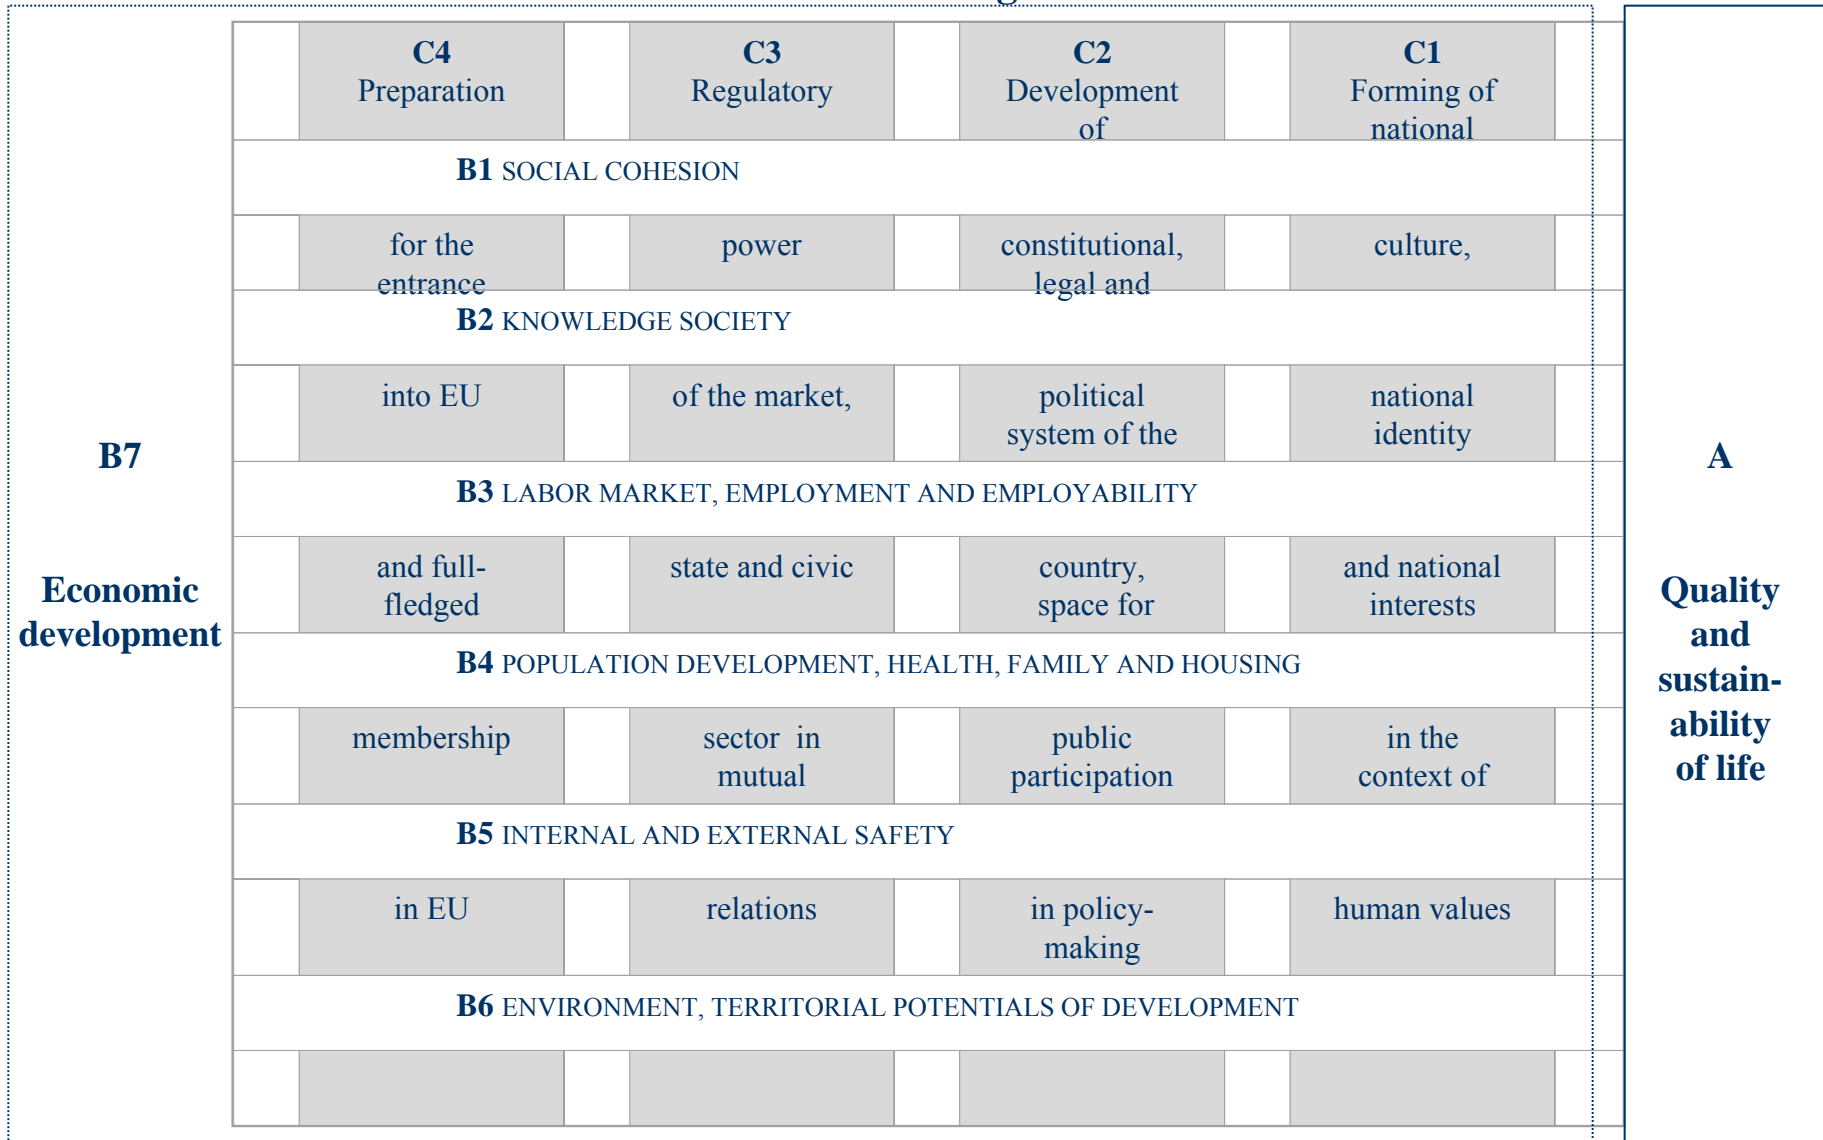 C4
Preparation
C3
Regulatory
C2
Development
of
C1
Forming of
national
B1 SOCIAL COHESION
for the
entrance
power
constitutional,
legal and
culture,
B2 KNOWLEDGE SOCIETY
into EU
of the market,
political
system of the
national
identity
B3 LABOR MARKET, EMPLOYMENT AND EMPLOYABILITY
and full-
fledged
state and civic
country,
space for
and national
interests
B4 POPULATION DEVELOPMENT, HEALTH, FAMILY AND HOUSING
membership
sector in
mutual
public
participation
in the
context of
B5 INTERNAL AND EXTERNAL SAFETY
in EU
relations
in policy-
making
human values
B6 ENVIRONMENT, TERRITORIAL POTENTIALS OF DEVELOPMENT
B7
Economic
development
A
Quality
and
sustain-
ability
of life